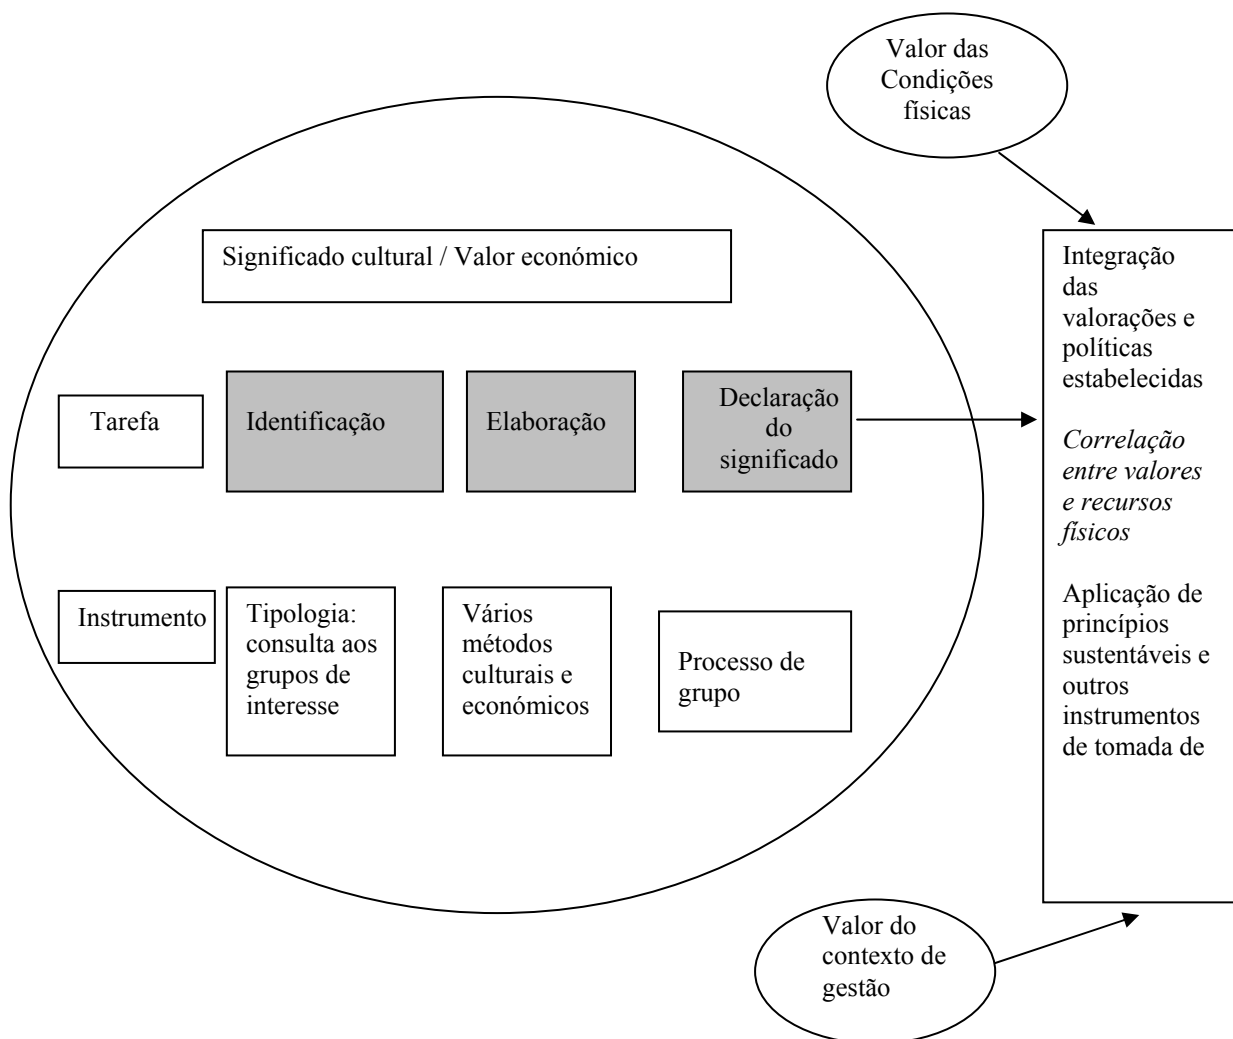 Valor das
Condições
físicas
Significado cultural / Valor económico
Tarefa
Identificação
Elaboração
Declaração
do
significado
Instrumento
Tipologia:
consulta aos
grupos de
interesse
Vários
métodos
culturais e
económicos
Processo de
grupo
Integração
das
valorações e
políticas
estabelecidas
Correlação
entre valores
e recursos
físicos
Aplicação de
princípios
sustentáveis e
outros
instrumentos
de tomada de
Valor do
contexto de
gestão